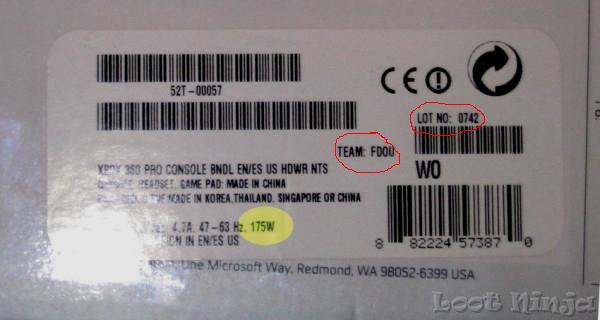 52T-00057
CE
LOT NO: 0742
TEAM: FDOU
W0
XBOX 360 PRO CONSOLE BNDL EN/ES US HDWR NTS
HEADSET, GAME PAD: MADE IN CHINA
MADE IN KOREA, THAILAND, SINGAPORE OR CHINA
4.7A, 47-63 Hz, 175W
IN EN/ES US
One Microsoft Way, Redmond, WA 98052-6399 USA
8 82224 57387 0
Loot Ninja